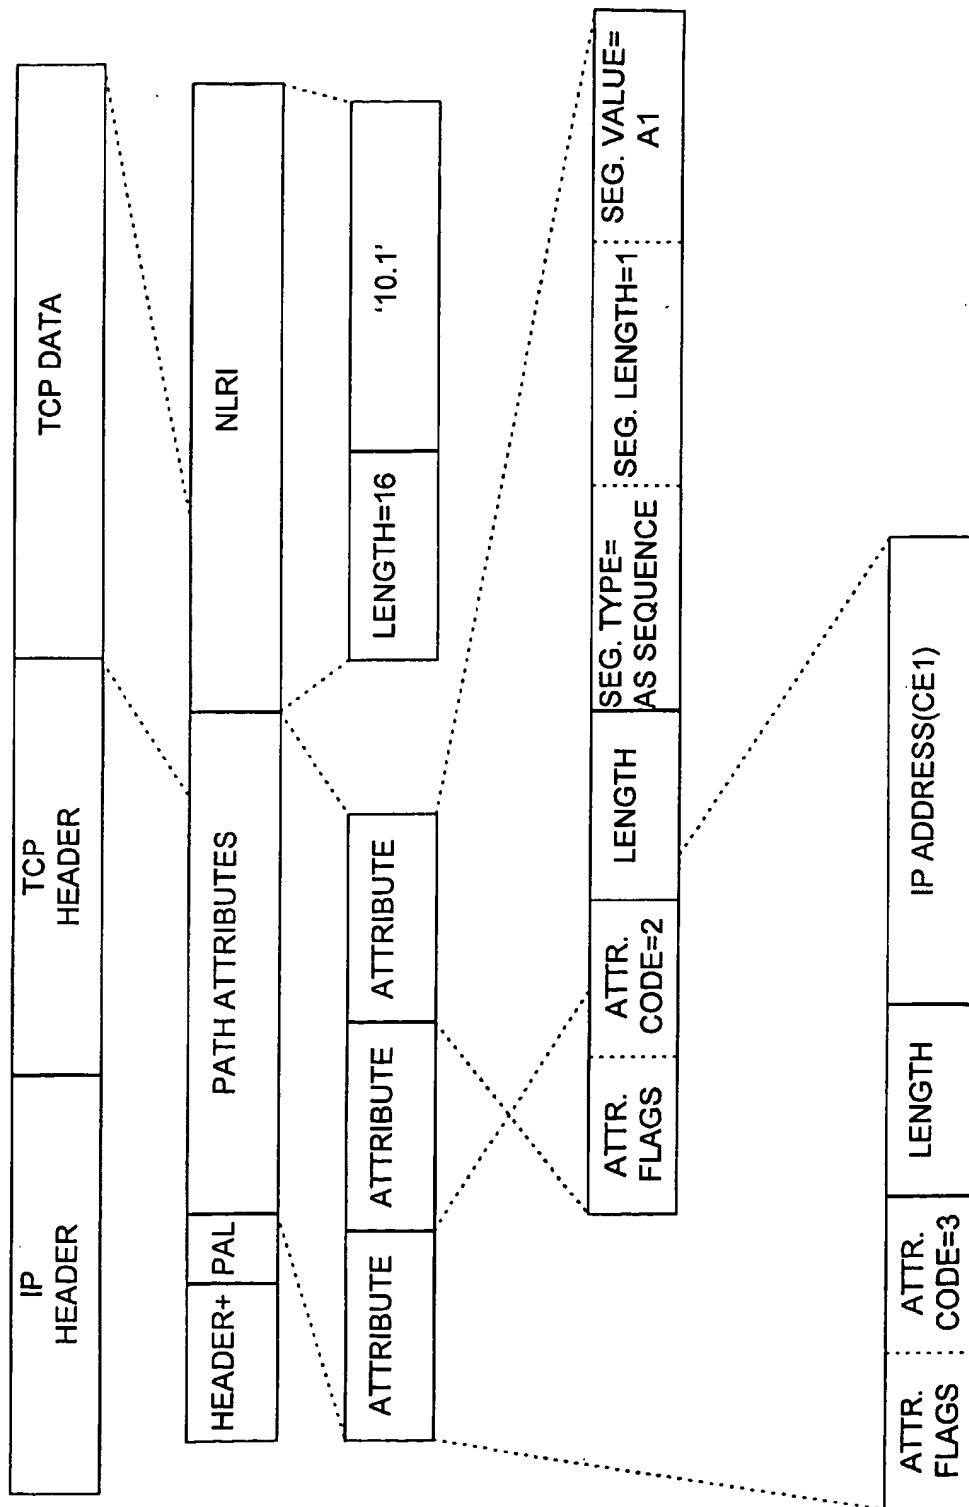 IP
HEADER
TCP
HEADER
TCP DATA
HEADER+
PAL
PATH ATTRIBUTES
NLRI
ATTRIBUTE
ATTRIBUTE
ATTRIBUTE
LENGTH=16
'10.1'
ATTR.
FLAGS
ATTR.
CODE=2
LENGTH
SEG. TYPE=
AS SEQUENCE
SEG. LENGTH=1
SEG. VALUE=
A1
ATTR.
FLAGS
ATTR.
CODE=3
LENGTH
IP ADDRESS(CE1)